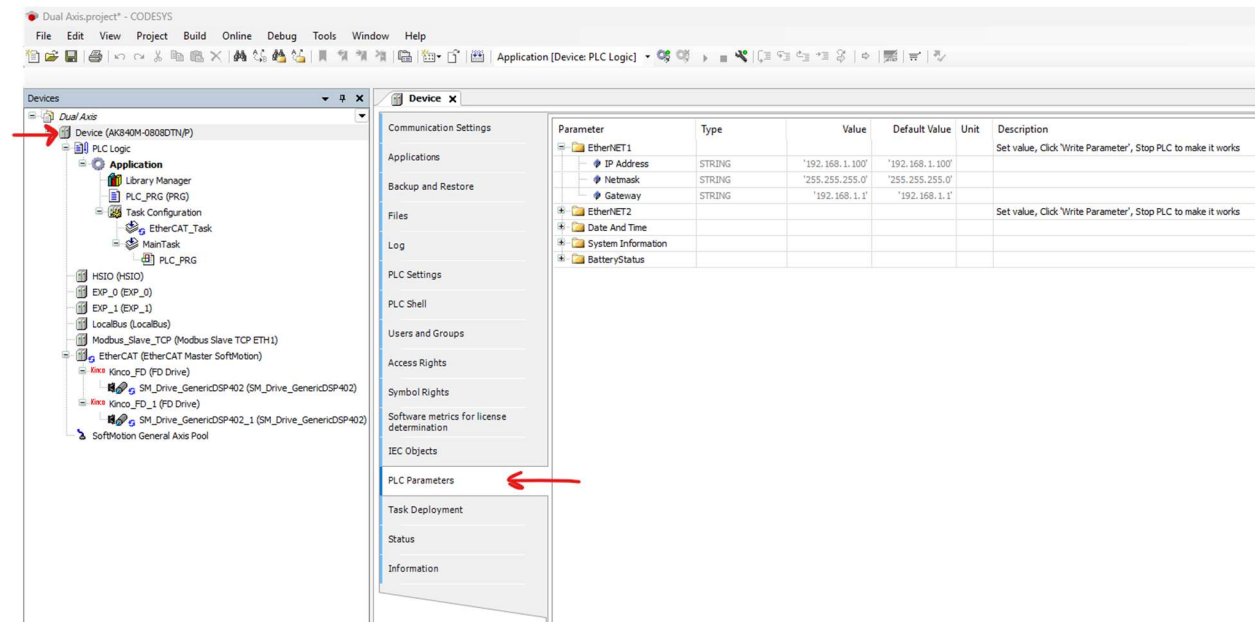 Dual Axis.project* - CODESYS
File Edit View Project Build Online Debug Tools Window Help
Application [Device: PLC Logic]
Devices
Dual Axis
Device (AK840M-0808DTN/P)
PLC Logic
Application
Library Manager
PLC_PRG (PRG)
Task Configuration
EtherCAT_Task
MainTask
PLC_PRG
HSIO (HSIO)
EXP_0 (EXP_0)
EXP_1 (EXP_1)
LocalBus (LocalBus)
Modbus_Slave_TCP (Modbus Slave TCP ETH1)
EtherCAT (EtherCAT Master SoftMotion)
Kinco Kinco_FD (FD Drive)
SM_Drive_GenericDSP402 (SM_Drive_GenericDSP402)
Kinco Kinco_FD_1 (FD Drive)
SM_Drive_GenericDSP402_1 (SM_Drive_GenericDSP402)
SoftMotion General Axis Pool
Device
Communication Settings
Applications
Backup and Restore
Files
Log
PLC Settings
PLC Shell
Users and Groups
Access Rights
Symbol Rights
Software metrics for license
determination
IEC Objects
PLC Parameters
Task Deployment
Status
Information
Parameter Type Value Default Value Unit Description
EtherNET1 Set value, Click 'Write Parameter', Stop PLC to make it works
IP Address STRING '192.168.1.100' '192.168.1.100'
Netmask STRING '255.255.255.0' '255.255.255.0'
Gateway STRING '192.168.1.1' '192.168.1.1'
EtherNET2 Set value, Click 'Write Parameter', Stop PLC to make it works
Date And Time
System Information
BatteryStatus